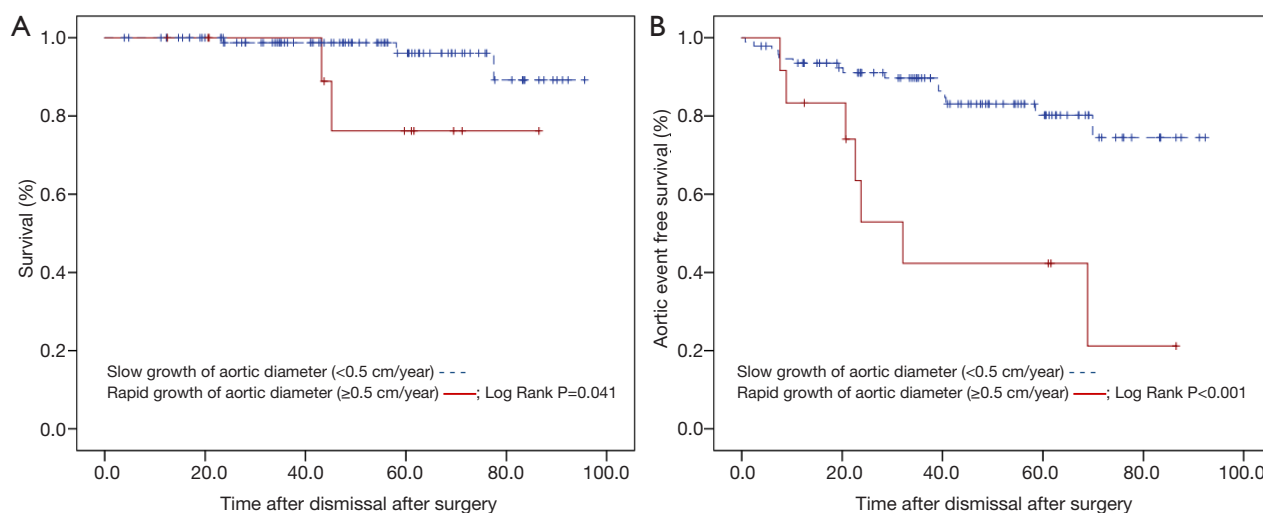 A
Survival (%)
1.0
0.8
0.6
0.4
0.2
0.0
Slow growth of aortic diameter (<0.5 cm/year)
Rapid growth of aortic diameter (≥0.5 cm/year) ; Log Rank P=0.041
0.0 20.0 40.0 60.0 80.0 100.0
Time after dismissal after surgery
B
Aortic event free survival (%)
1.0
0.8
0.6
0.4
0.2
0.0
Slow growth of aortic diameter (<0.5 cm/year)
Rapid growth of aortic diameter (≥0.5 cm/year) ; Log Rank P<0.001
0.0 20.0 40.0 60.0 80.0 100.0
Time after dismissal after surgery